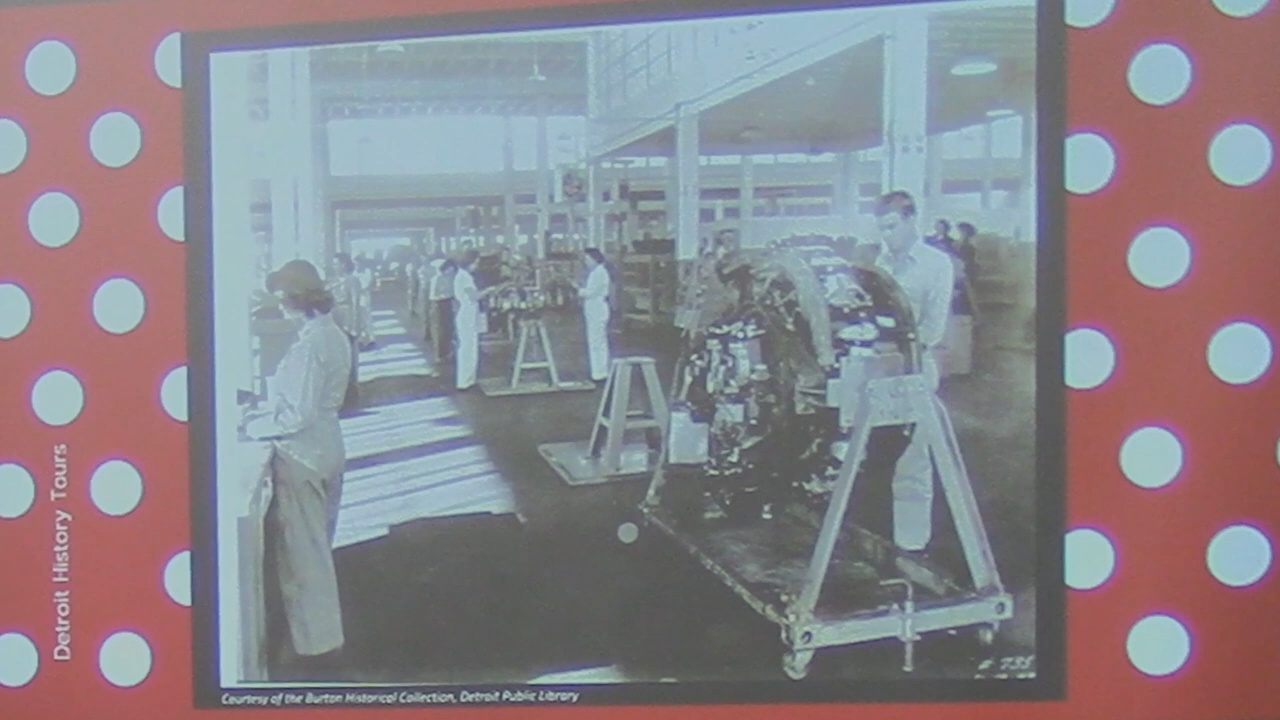 Detroit History Tours
# 735
Courtesy of the Burton Historical Collection, Detroit Public Library